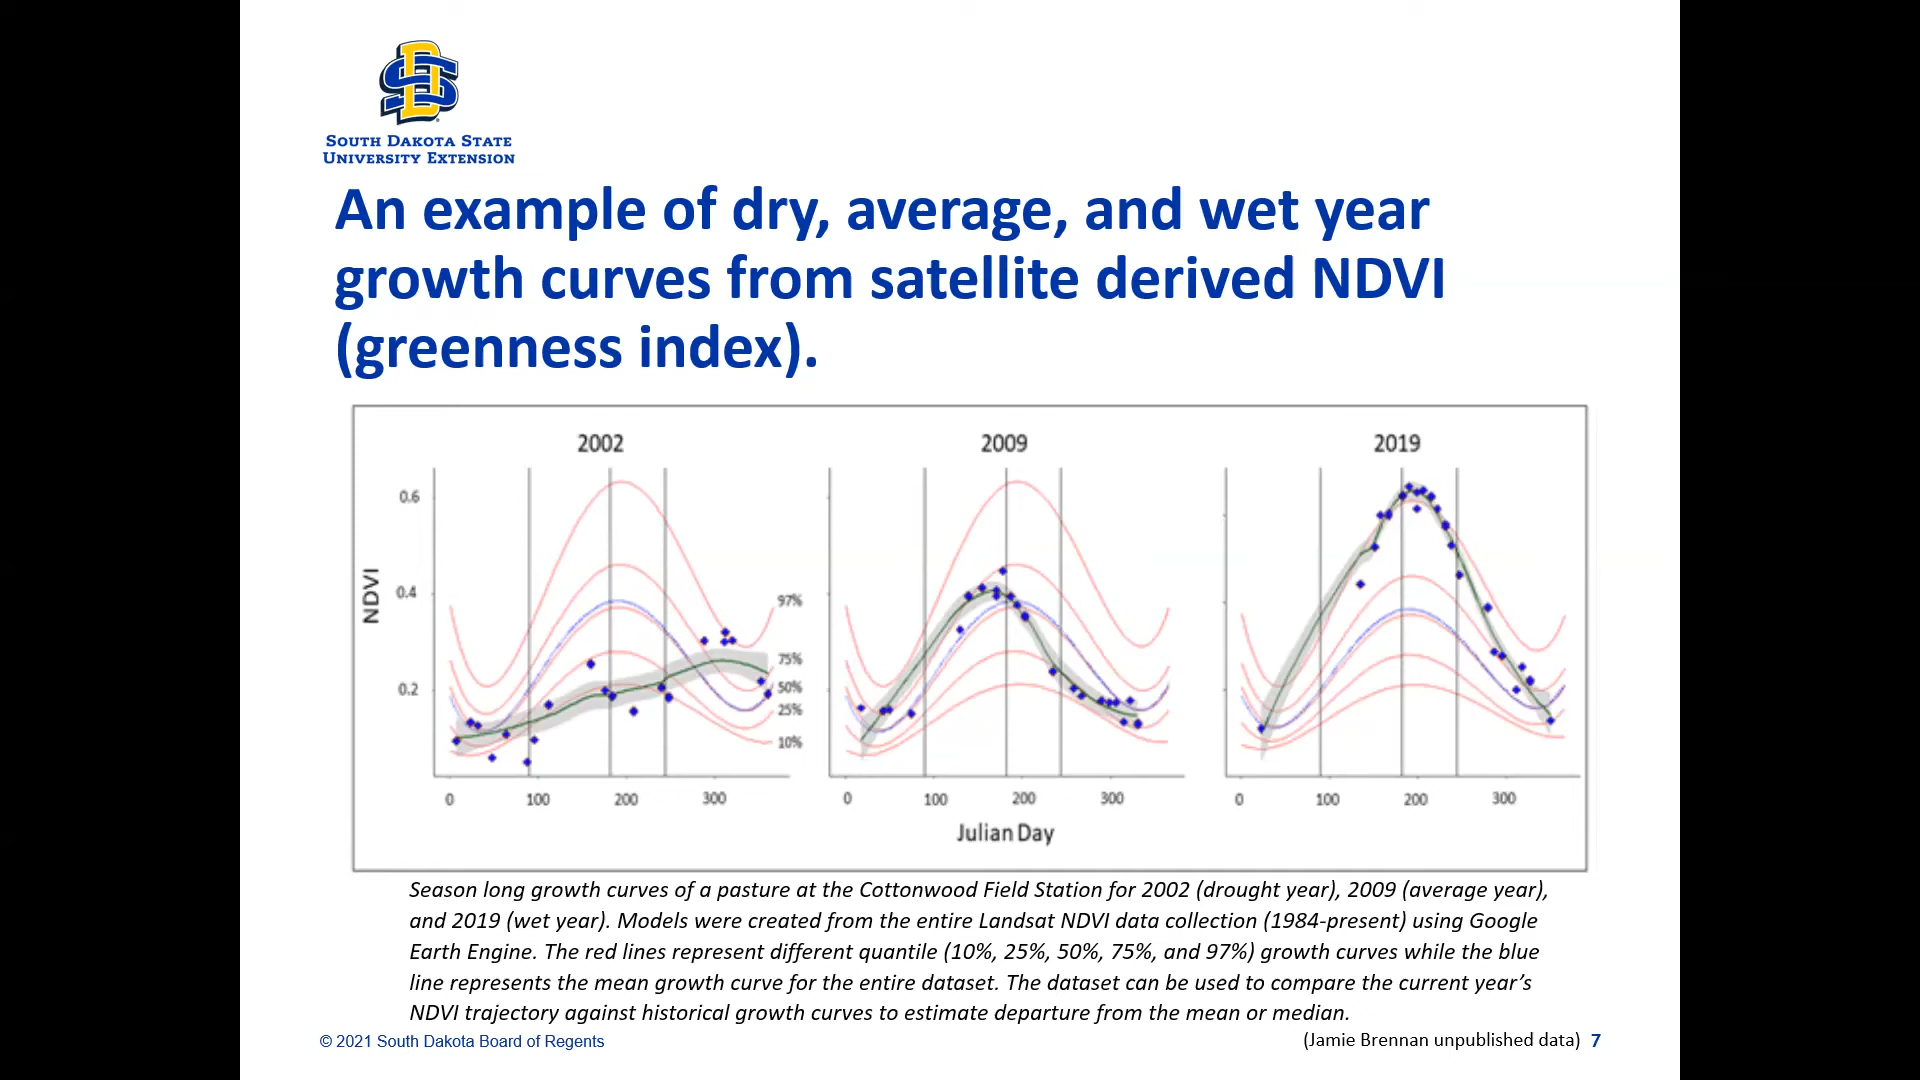 SOUTH DAKOTA STATE
UNIVERSITY EXTENSION
An example of dry, average, and wet year
growth curves from satellite derived NDVI
(greenness index).
2002
2009
2019
NDVI
0.6
0.4
0.2
97%
75%
50%
25%
10%
0 100 200 300
0 100 200 300
0 100 200 300
Julian Day
Season long growth curves of a pasture at the Cottonwood Field Station for 2002 (drought year), 2009 (average year),
and 2019 (wet year). Models were created from the entire Landsat NDVI data collection (1984-present) using Google
Earth Engine. The red lines represent different quantile (10%, 25%, 50%, 75%, and 97%) growth curves while the blue
line represents the mean growth curve for the entire dataset. The dataset can be used to compare the current year’s
NDVI trajectory against historical growth curves to estimate departure from the mean or median.
© 2021 South Dakota Board of Regents
(Jamie Brennan unpublished data) 7